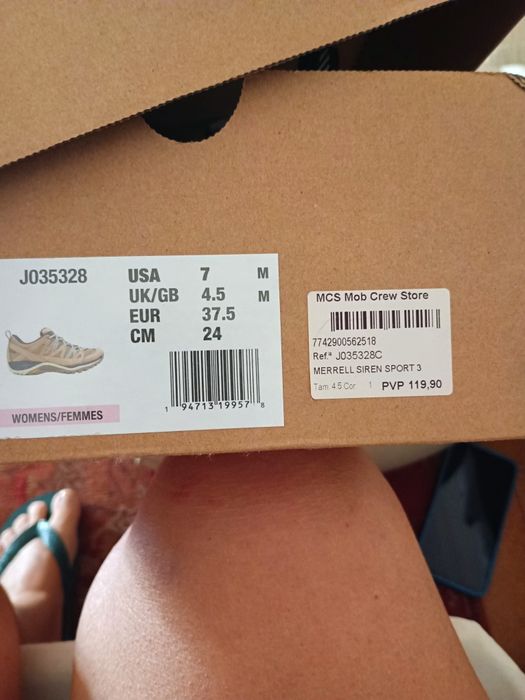 J035328
USA 7 M
UK/GB 4.5 M
EUR 37.5
CM 24
1 94713 19957 8
WOMENS/FEMMES
MCS Mob Crew Store
7742900562518
Ref.ª J035328C
MERRELL SIREN SPORT 3
Tam. 4.5 Cor 1 PVP 119,90